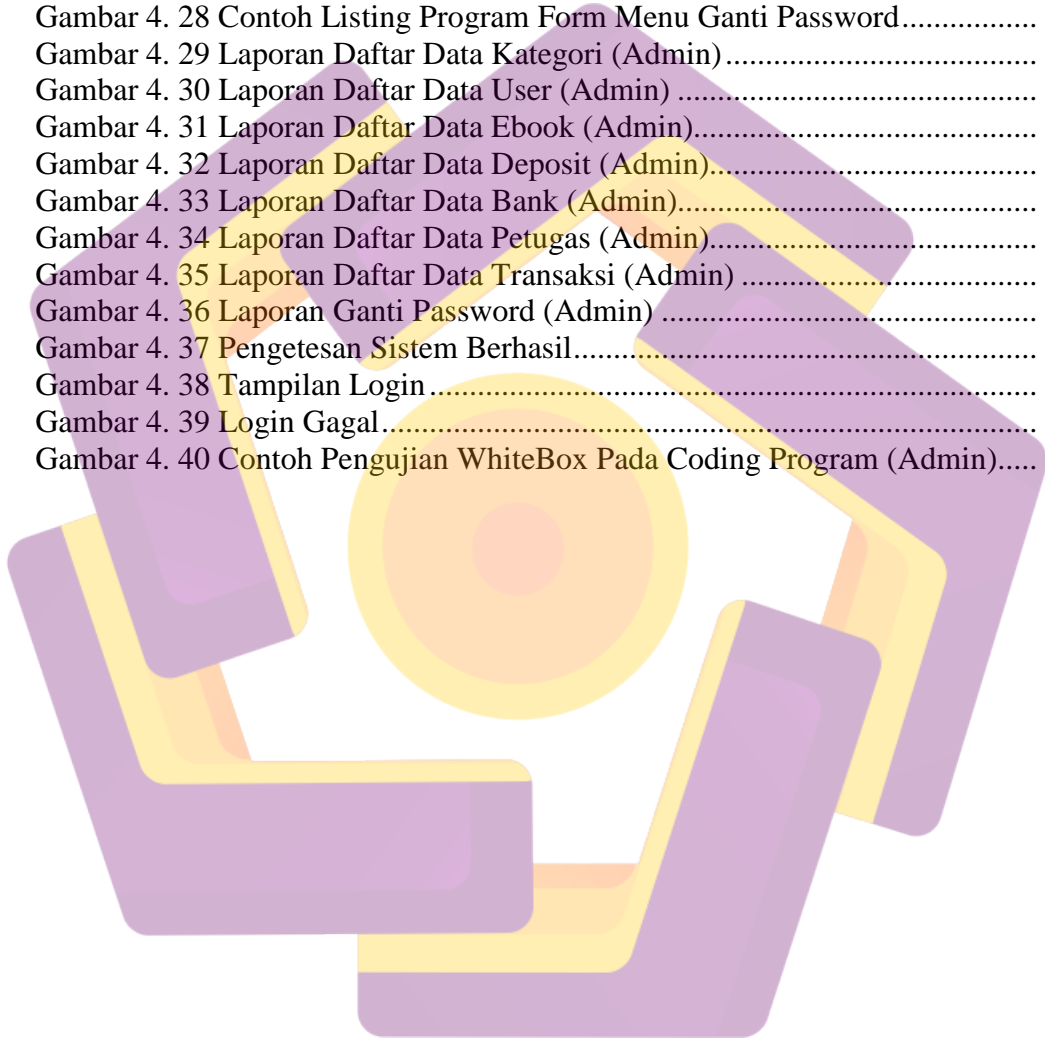 Gambar 4. 28 Contoh Listing Program Form Menu Ganti Password.................
Gambar 4. 29 Laporan Daftar Data Kategori (Admin).......................................
Gambar 4. 30 Laporan Daftar Data User (Admin) .............................................
Gambar 4. 31 Laporan Daftar Data Ebook (Admin)...........................................
Gambar 4. 32 Laporan Daftar Data Deposit (Admin).........................................
Gambar 4. 33 Laporan Daftar Data Bank (Admin).............................................
Gambar 4. 34 Laporan Daftar Data Petugas (Admin).........................................
Gambar 4. 35 Laporan Daftar Data Transaksi (Admin) .....................................
Gambar 4. 36 Laporan Ganti Password (Admin) ...............................................
Gambar 4. 37 Pengetesan Sistem Berhasil..........................................................
Gambar 4. 38 Tampilan Login............................................................................
Gambar 4. 39 Login Gagal..................................................................................
Gambar 4. 40 Contoh Pengujian WhiteBox Pada Coding Program (Admin).....